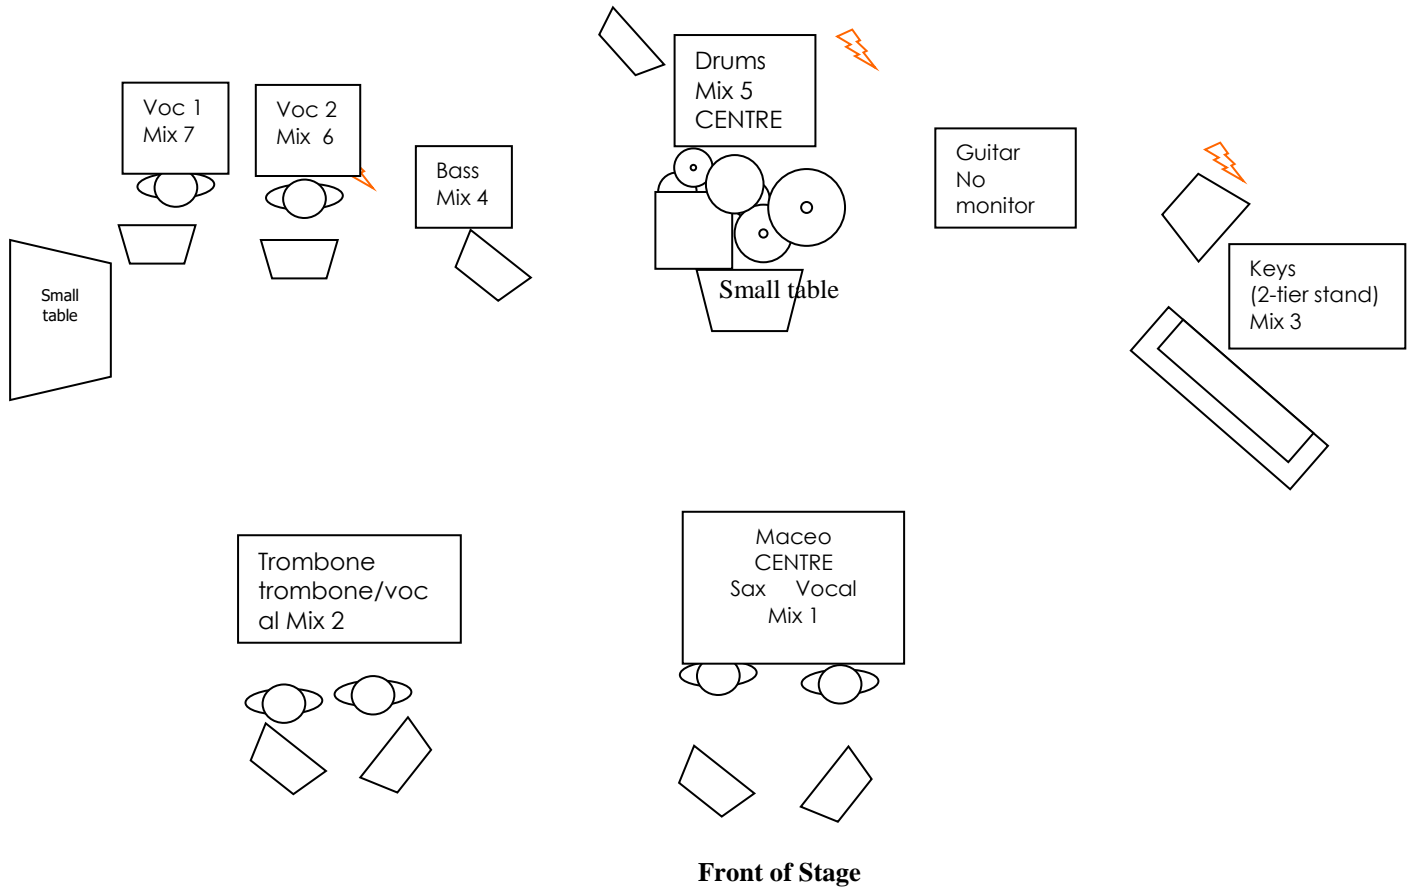 Drums
Mix 5
CENTRE
Voc 1
Mix 7
Voc 2
Mix 6
Bass
Mix 4
Guitar
No
monitor
Keys
(2-tier stand)
Mix 3
Small
table
Small table
Trombone
trombone/voc
al Mix 2
Maceo
CENTRE
Sax Vocal
Mix 1
Front of Stage